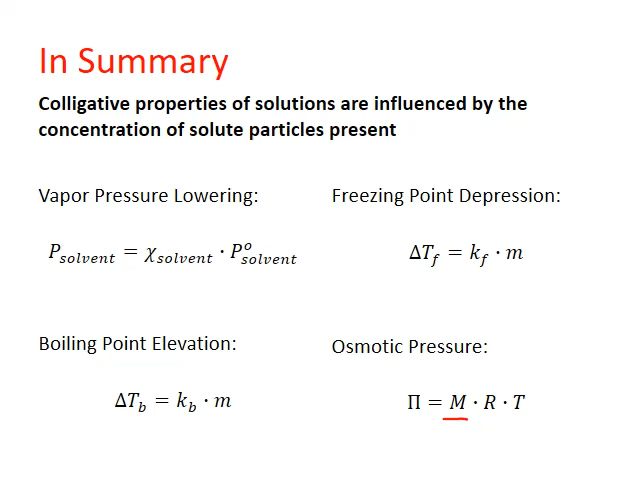 In Summary
Colligative properties of solutions are influenced by the
concentration of solute particles present
Vapor Pressure Lowering:
P_solvent = χ_solvent · P°_solvent
Freezing Point Depression:
ΔT_f = k_f · m
Boiling Point Elevation:
ΔT_b = k_b · m
Osmotic Pressure:
Π = M · R · T